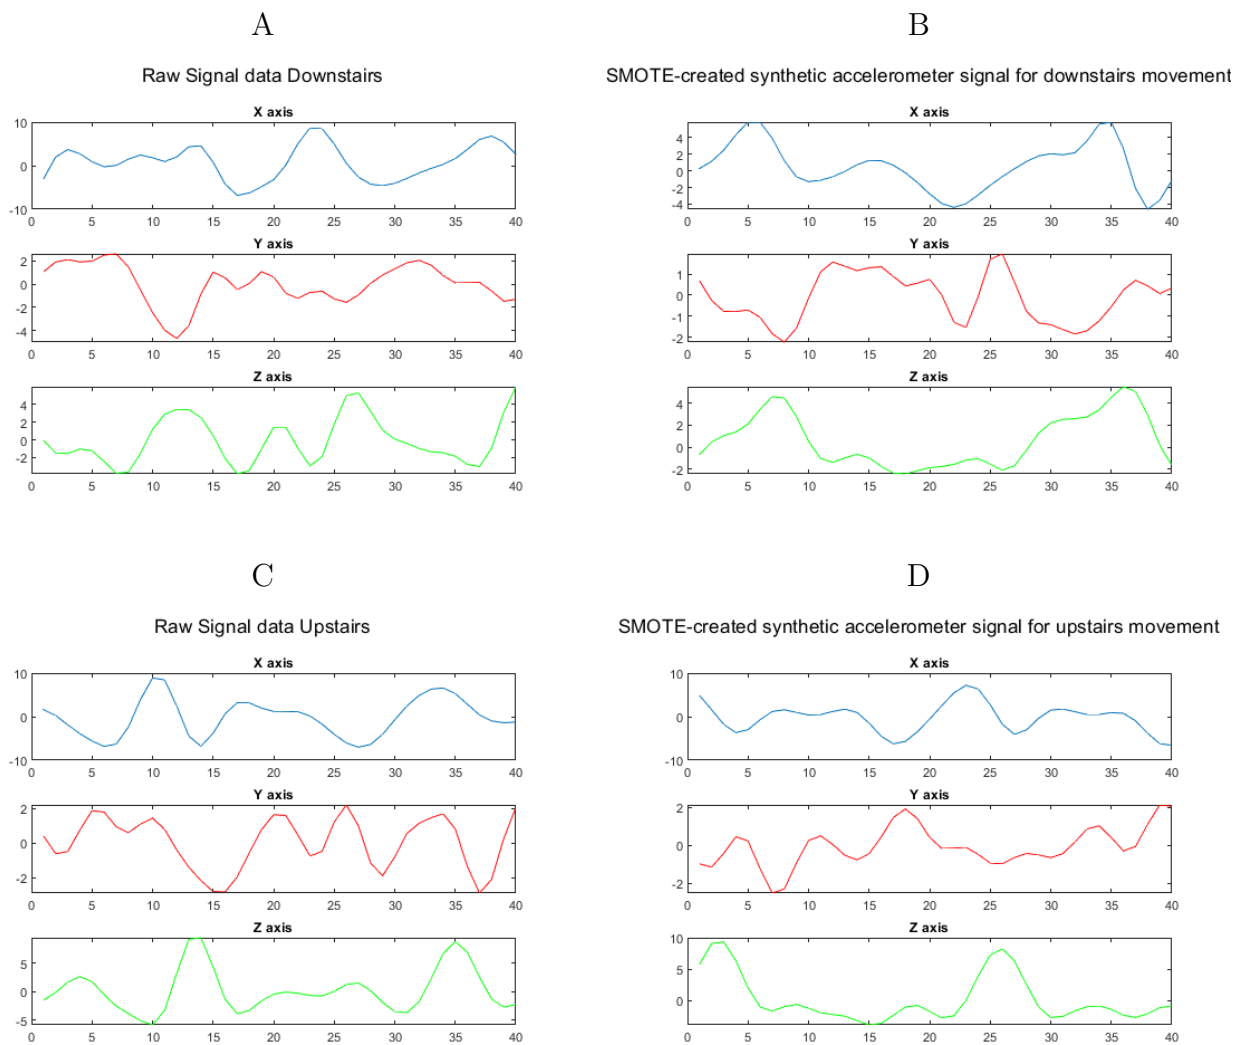 A
Raw Signal data Downstairs
X axis
10
0
-10
0 5 10 15 20 25 30 35 40
Y axis
2
0
-2
-4
0 5 10 15 20 25 30 35 40
Z axis
4
2
0
-2
0 5 10 15 20 25 30 35 40
B
SMOTE-created synthetic accelerometer signal for downstairs movement
X axis
4
2
0
-2
-4
0 5 10 15 20 25 30 35 40
Y axis
1
0
-1
-2
0 5 10 15 20 25 30 35 40
Z axis
4
2
0
-2
0 5 10 15 20 25 30 35 40
C
Raw Signal data Upstairs
X axis
10
0
-10
0 5 10 15 20 25 30 35 40
Y axis
2
0
-2
0 5 10 15 20 25 30 35 40
Z axis
5
0
-5
0 5 10 15 20 25 30 35 40
D
SMOTE-created synthetic accelerometer signal for upstairs movement
X axis
10
0
-10
0 5 10 15 20 25 30 35 40
Y axis
2
0
-2
0 5 10 15 20 25 30 35 40
Z axis
10
5
0
0 5 10 15 20 25 30 35 40